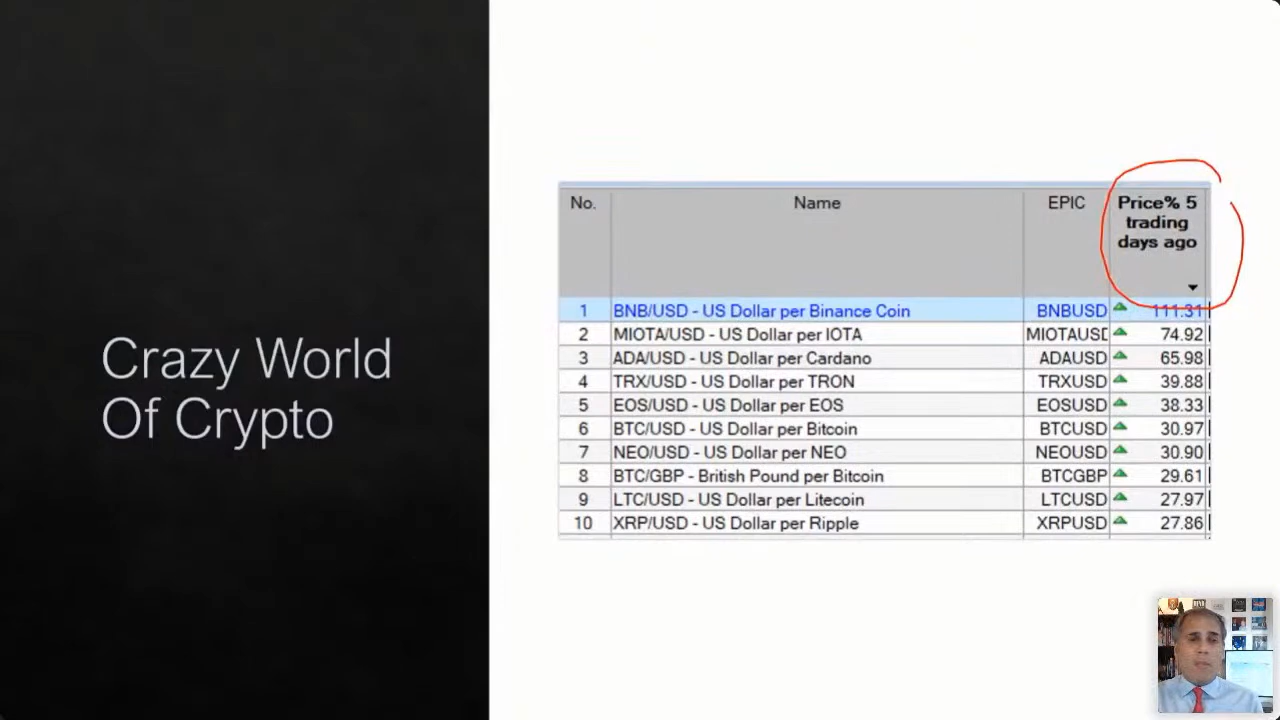 Crazy World
Of Crypto
No. Name EPIC Price% 5
trading
days ago
1 BNB/USD - US Dollar per Binance Coin BNBUSD 111.31
2 MIOTA/USD - US Dollar per IOTA MIOTAUSD 74.92
3 ADA/USD - US Dollar per Cardano ADAUSD 65.98
4 TRX/USD - US Dollar per TRON TRXUSD 39.88
5 EOS/USD - US Dollar per EOS EOSUSD 38.33
6 BTC/USD - US Dollar per Bitcoin BTCUSD 30.97
7 NEO/USD - US Dollar per NEO NEOUSD 30.90
8 BTC/GBP - British Pound per Bitcoin BTCGBP 29.61
9 LTC/USD - US Dollar per Litecoin LTCUSD 27.97
10 XRP/USD - US Dollar per Ripple XRPUSD 27.86